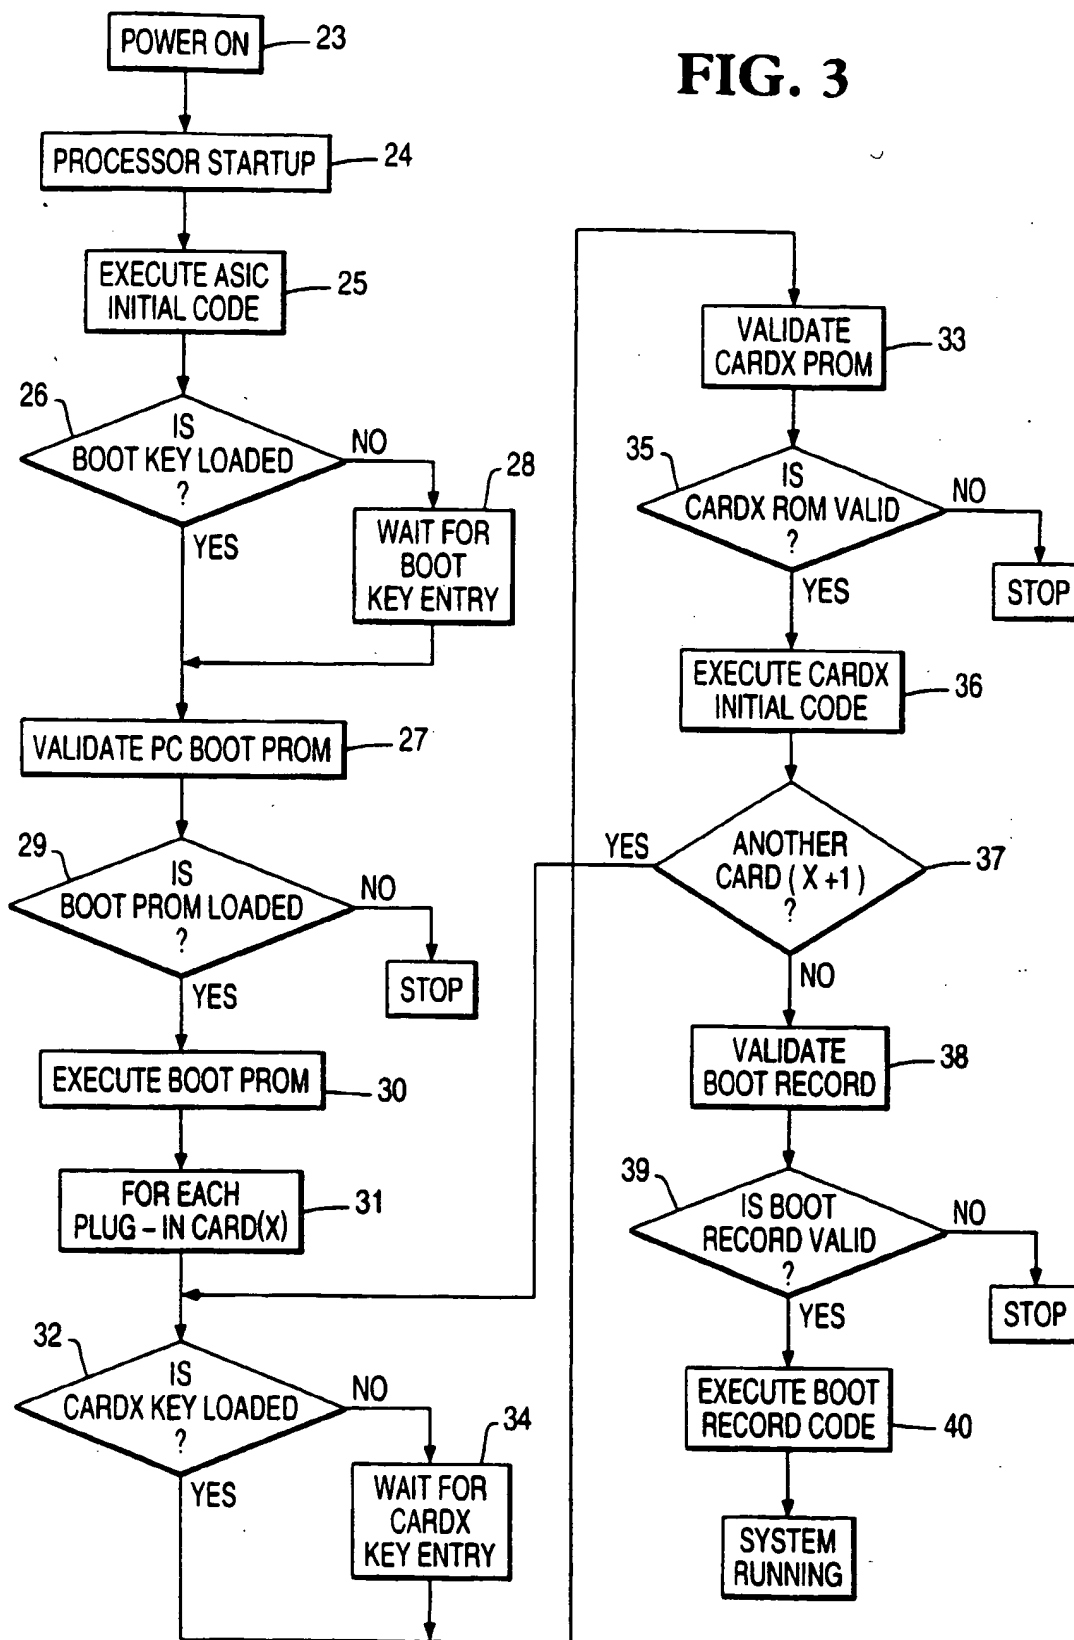 FIG. 3
POWER ON
23
PROCESSOR STARTUP
24
EXECUTE ASIC
INITIAL CODE
25
26
IS
BOOT KEY LOADED
?
NO
YES
28
WAIT FOR
BOOT
KEY ENTRY
VALIDATE PC BOOT PROM
27
29
IS
BOOT PROM LOADED
?
NO
STOP
YES
EXECUTE BOOT PROM
30
FOR EACH
PLUG-IN CARD(X)
31
32
IS
CARDX KEY LOADED
?
NO
YES
34
WAIT FOR
CARDX
KEY ENTRY
VALIDATE
CARDX PROM
33
35
IS
CARDX ROM VALID
?
NO
STOP
YES
EXECUTE CARDX
INITIAL CODE
36
YES
ANOTHER
CARD ( X +1 )
?
37
NO
VALIDATE
BOOT RECORD
38
39
IS BOOT
RECORD VALID
?
NO
STOP
YES
EXECUTE BOOT
RECORD CODE
40
SYSTEM
RUNNING